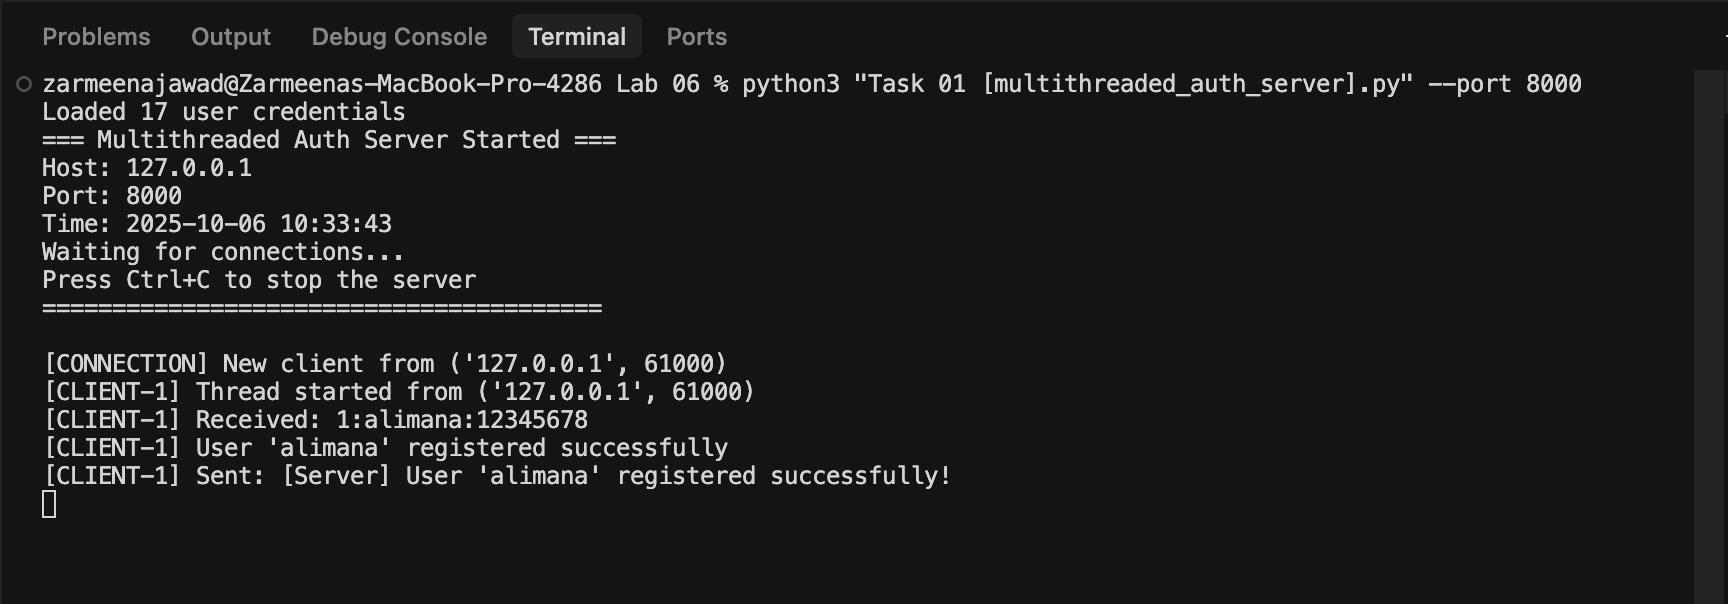 Problems Output Debug Console Terminal Ports
zarmeenajawad@Zarmeenas-MacBook-Pro-4286 Lab 06 % python3 "Task 01 [multithreaded_auth_server].py" --port 8000
Loaded 17 user credentials
=== Multithreaded Auth Server Started ===
Host: 127.0.0.1
Port: 8000
Time: 2025-10-06 10:33:43
Waiting for connections...
Press Ctrl+C to stop the server
========================================
[CONNECTION] New client from ('127.0.0.1', 61000)
[CLIENT-1] Thread started from ('127.0.0.1', 61000)
[CLIENT-1] Received: 1:alimana:12345678
[CLIENT-1] User 'alimana' registered successfully
[CLIENT-1] Sent: [Server] User 'alimana' registered successfully!